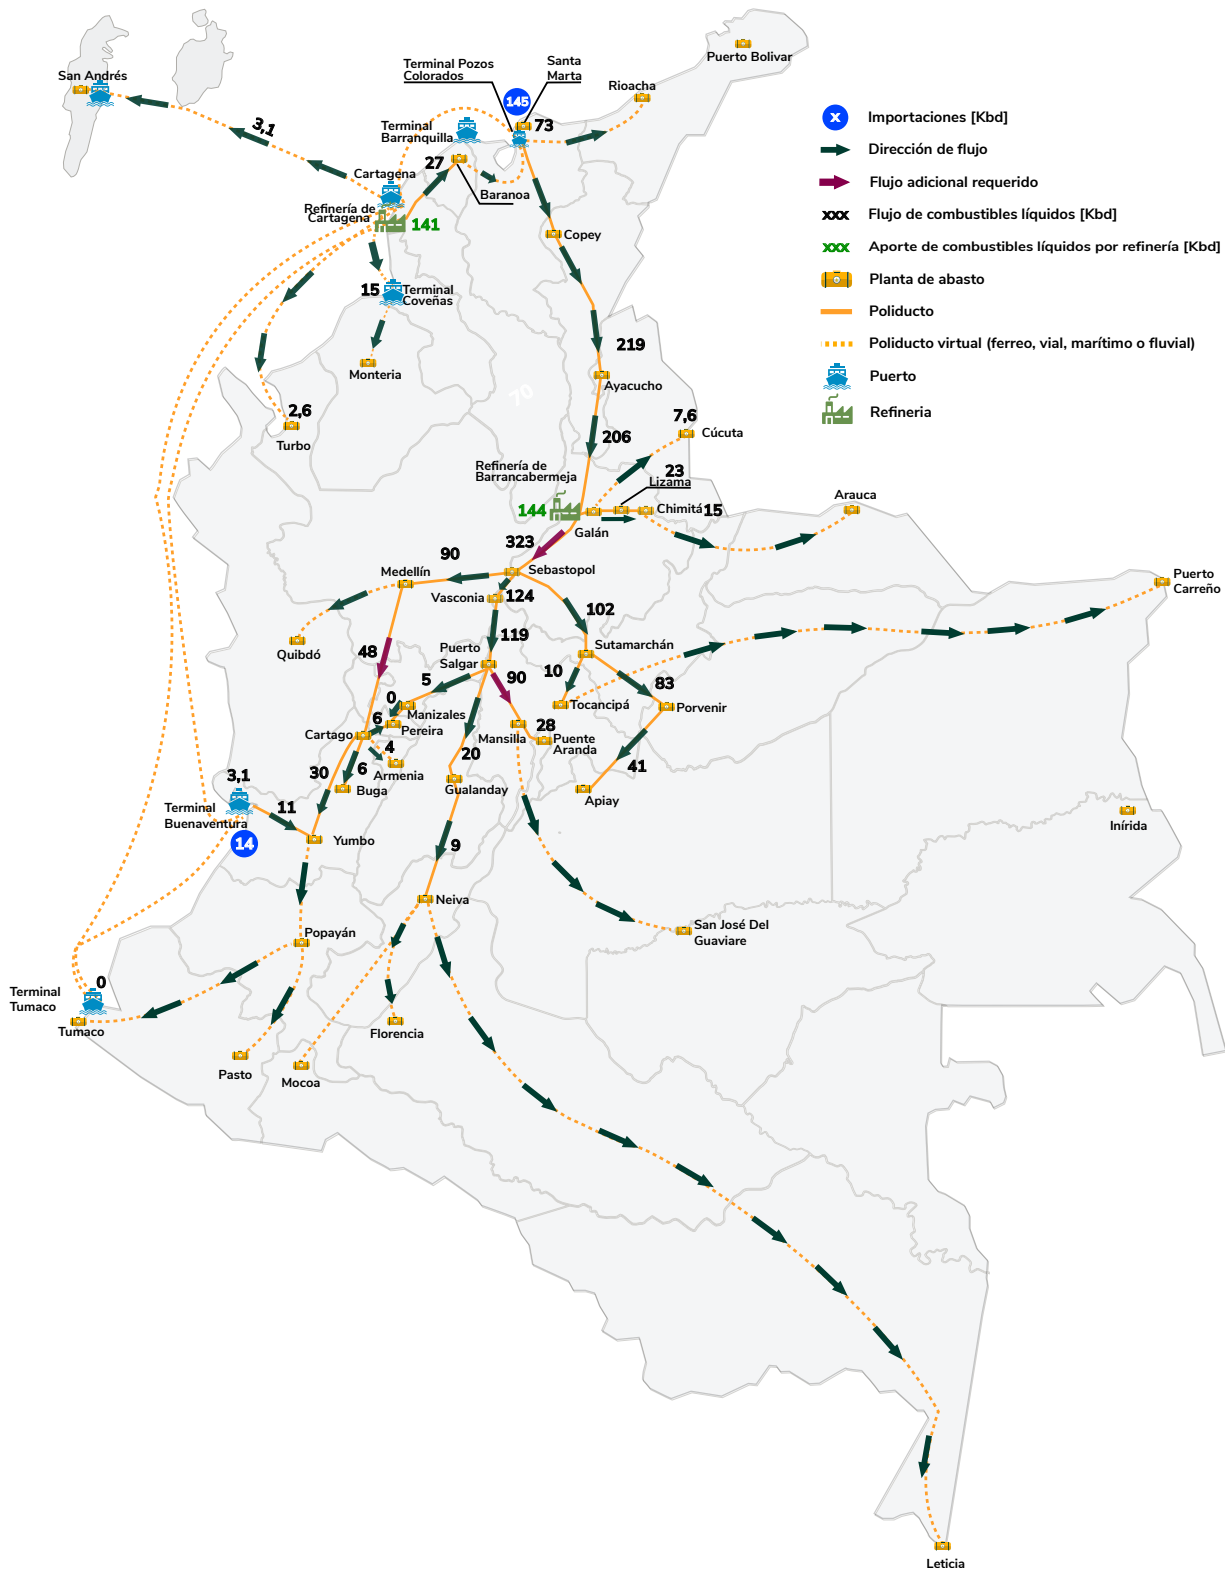 Puerto Bolivar
Terminal Pozos
Colorados
Santa
Marta
San Andrés
Rioacha
145
73
3,1
Terminal
Barranquilla
27
Cartagena
Baranoa
Refinería de
Cartagena
141
Copey
15
Terminal
Coveñas
219
Monteria
Ayacucho
70
2,6
Turbo
7,6
Cúcuta
206
Refinería de
Barrancabermeja
23
Lizama
144
Chimitá
15
Arauca
Galán
323
90
Medellín
Sebastopol
Puerto
Carreño
Vasconia
124
102
119
Quibdó
48
Puerto
Salgar
Sutamarchán
5
90
10
83
0
Manizales
Tocancipá
Porvenir
6
Pereira
Cartago
Mansilla
28
Puente
Aranda
4
Armenia
20
41
30
6
Buga
Gualanday
Apiay
3,1
Terminal
Buenaventura
11
Inírida
14
Yumbo
9
Neiva
Popayán
San José Del
Guaviare
0
Terminal
Tumaco
Tumaco
Florencia
Pasto
Mocoa
Leticia
X
Importaciones [Kbd]
Dirección de flujo
Flujo adicional requerido
xxx
Flujo de combustibles líquidos [Kbd]
xxx
Aporte de combustibles líquidos por refinería [Kbd]
Planta de abasto
Poliducto
Poliducto virtual (ferreo, vial, marítimo o fluvial)
Puerto
Refineria